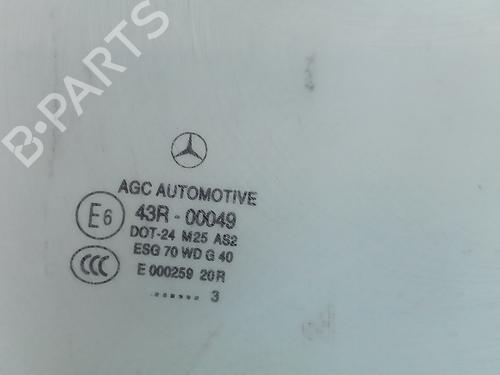 B-PARTS
AGC AUTOMOTIVE
E6 43R - 00049
DOT-24 M25 AS2
ESG 70 WD G 40
CCC
E 000259 20R
....... 3